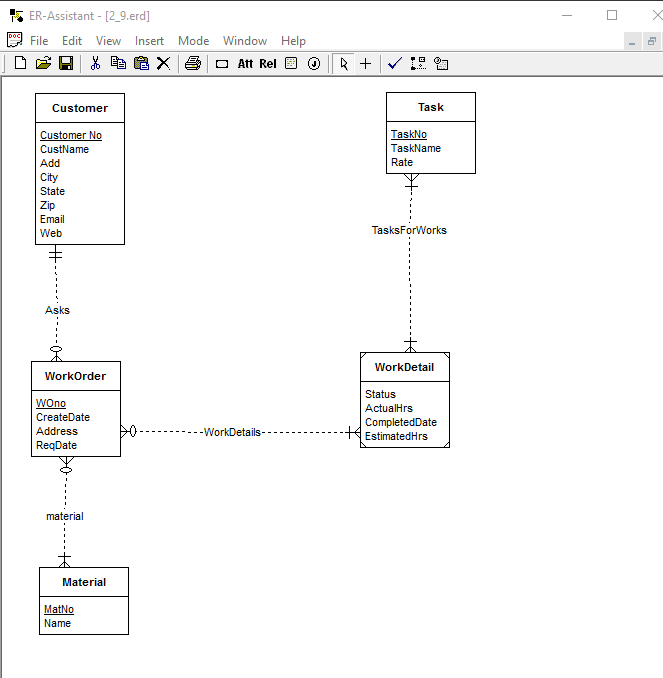 ER-Assistant - [2_9.erd]
File Edit View Insert Mode Window Help
Att Rel
Customer
Customer No
CustName
Add
City
State
Zip
Email
Web
Task
TaskNo
TaskName
Rate
TasksForWorks
Asks
WorkOrder
WOno
CreateDate
Address
ReqDate
WorkDetails
WorkDetail
Status
ActualHrs
CompletedDate
EstimatedHrs
material
Material
MatNo
Name